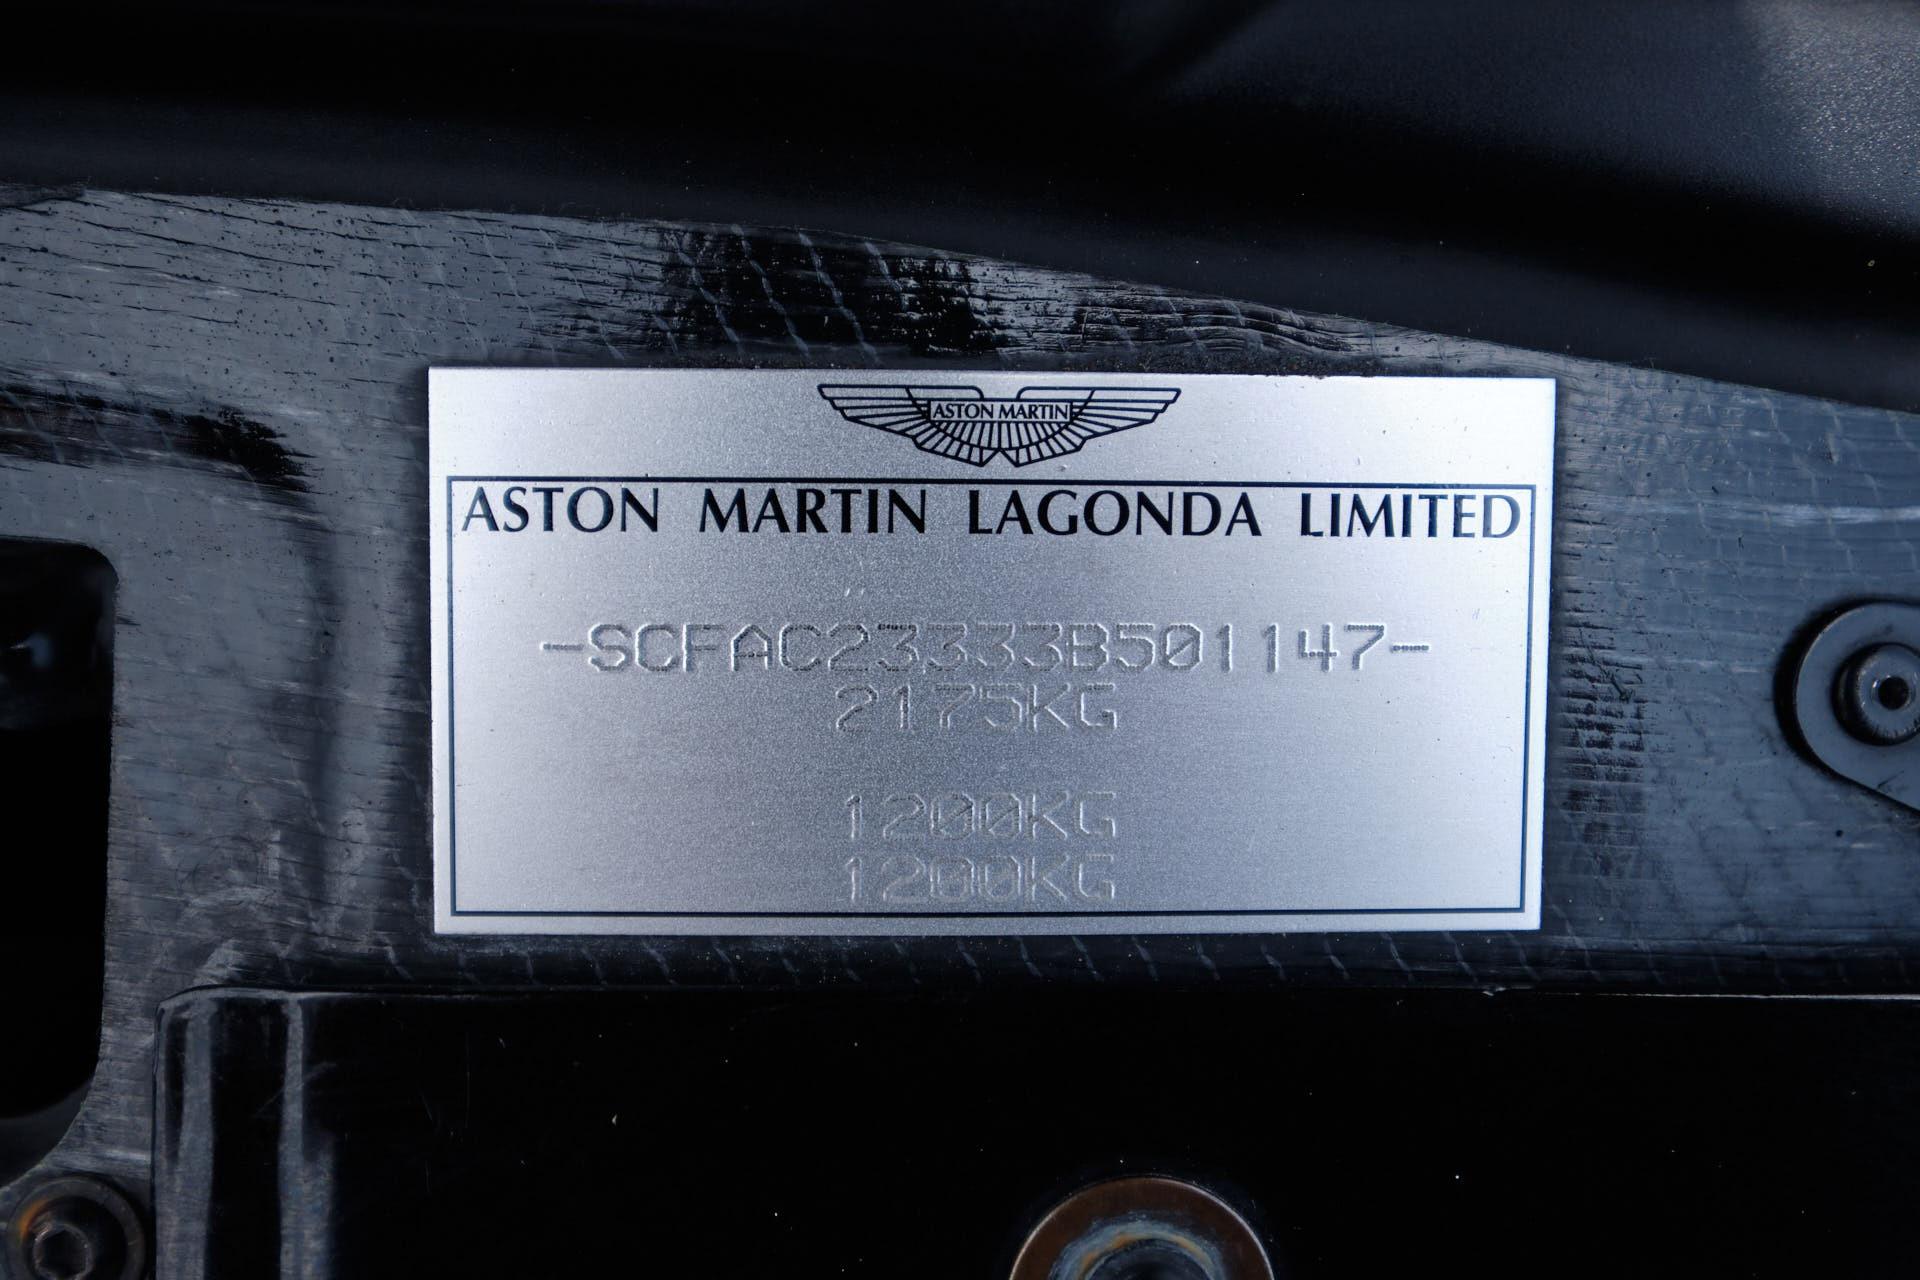 ASTON MARTIN
ASTON MARTIN LAGONDA LIMITED
-SCFAC23333B501147-
2175KG
1200KG
1200KG